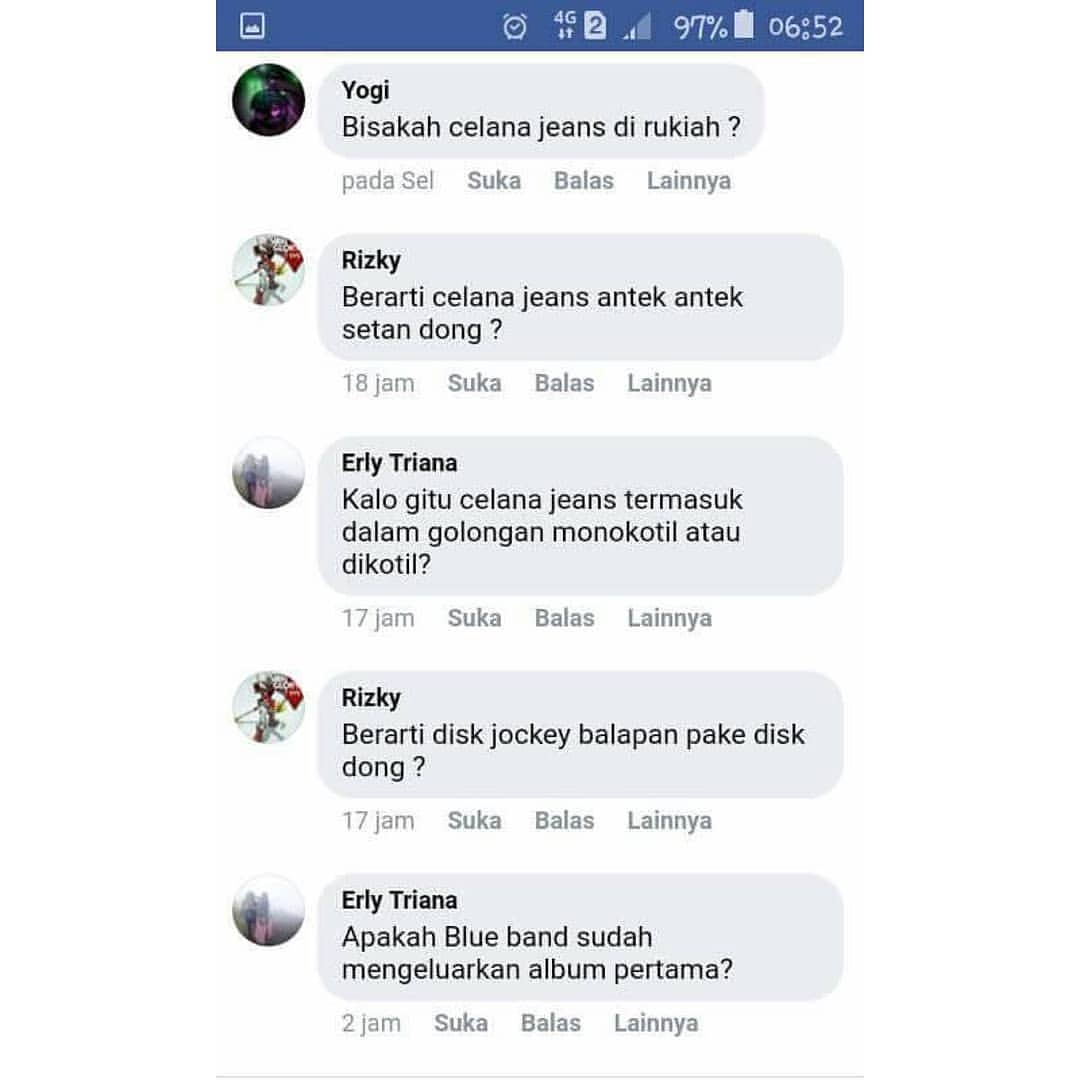 4G 2 97% 06:52
Yogi
Bisakah celana jeans di rukiah ?
pada Sel Suka Balas Lainnya
Rizky
Berarti celana jeans antek antek
setan dong ?
18 jam Suka Balas Lainnya
Erly Triana
Kalo gitu celana jeans termasuk
dalam golongan monokotil atau
dikotil?
17 jam Suka Balas Lainnya
Rizky
Berarti disk jockey balapan pake disk
dong ?
17 jam Suka Balas Lainnya
Erly Triana
Apakah Blue band sudah
mengeluarkan album pertama?
2 jam Suka Balas Lainnya